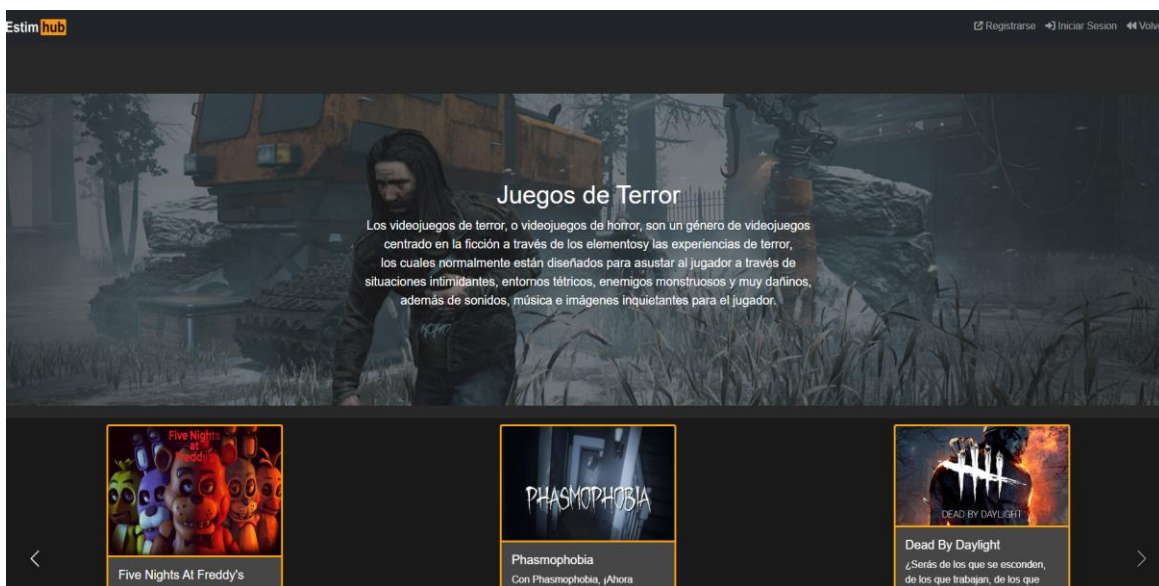 Estim hub
Registrarse Iniciar Sesion
Juegos de Terror
Los videojuegos de terror, o videojuegos de horror, son un género de videojuegos
centrado en la ficción a través de los elementosy las experiencias de terror,
los cuales normalmente están diseñados para asustar al jugador a través de
situaciones intimidantes, entornos tétricos, enemigos monstruosos y muy dañinos,
además de sonidos, música e imágenes inquietantes para el jugador.
Five Nights
at
Freddy's
PHASMOPHOBIA
DEAD BY DAYLIGHT
Five Nights At Freddy's
Phasmophobia
Con Phasmophobia, ¡Ahora
Dead By Daylight
¿Serás de los que se esconden,
de los que trabajan, de los que